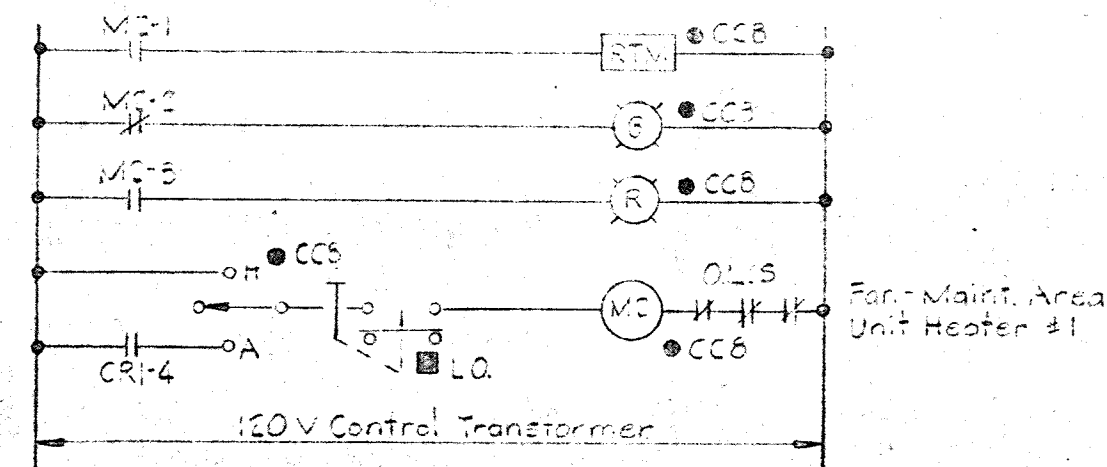 MC-1
RTM
CC8
MC-2
G
CC8
MC-3
R
CC8
H
CC8
O.L.'S
MC
Fan - Maint. Area
Unit Heater #1
CR1-4
A
L.O.
CC8
120 V Control Transformer